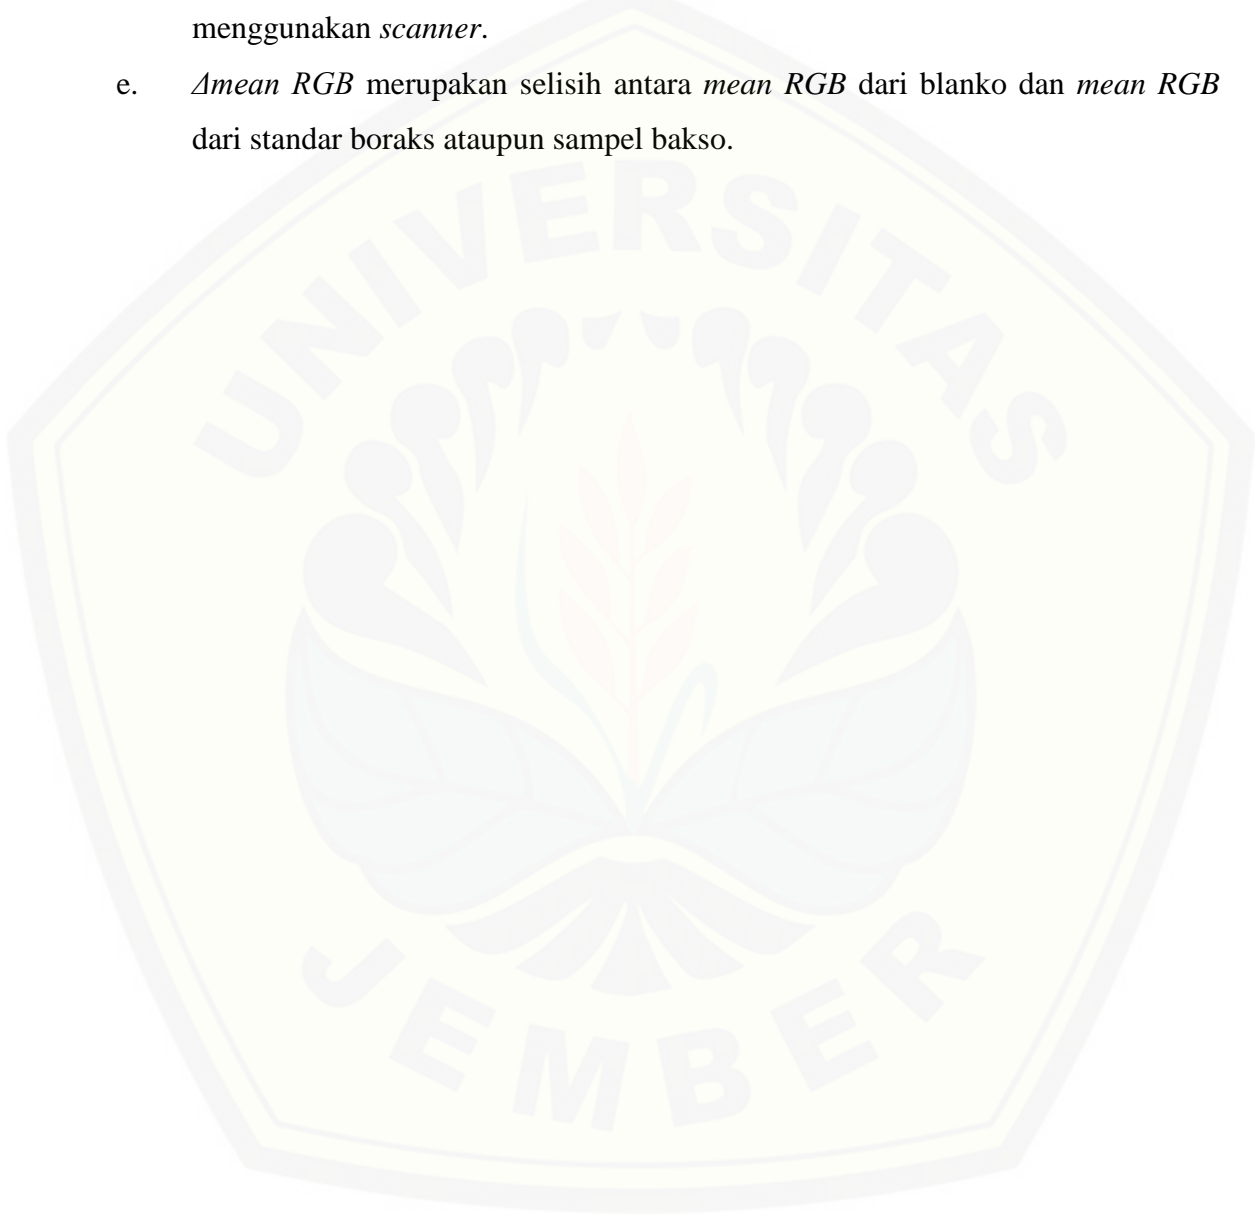 menggunakan scanner.
e. Δmean RGB merupakan selisih antara mean RGB dari blanko dan mean RGB
dari standar boraks ataupun sampel bakso.
UNIVERSITAS
JEMBER